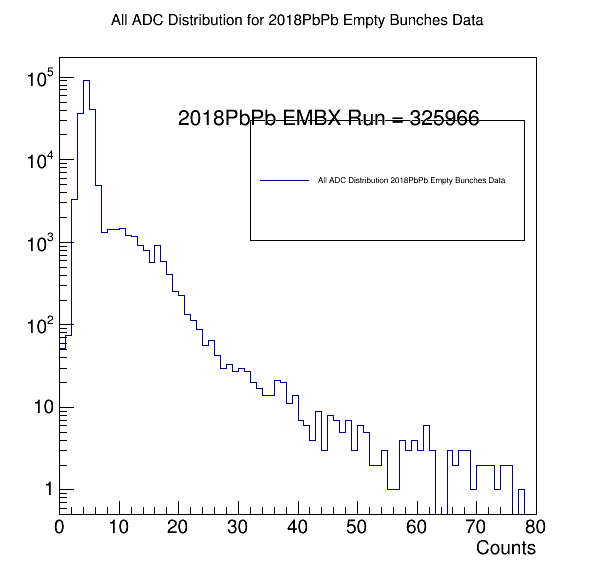 All ADC Distribution for 2018PbPb Empty Bunches Data
10^5
2018PbPb EMBX Run = 325966
10^4
All ADC Distribution 2018PbPb Empty Bunches Data
10^3
10^2
10
1
0 10 20 30 40 50 60 70 80
Counts